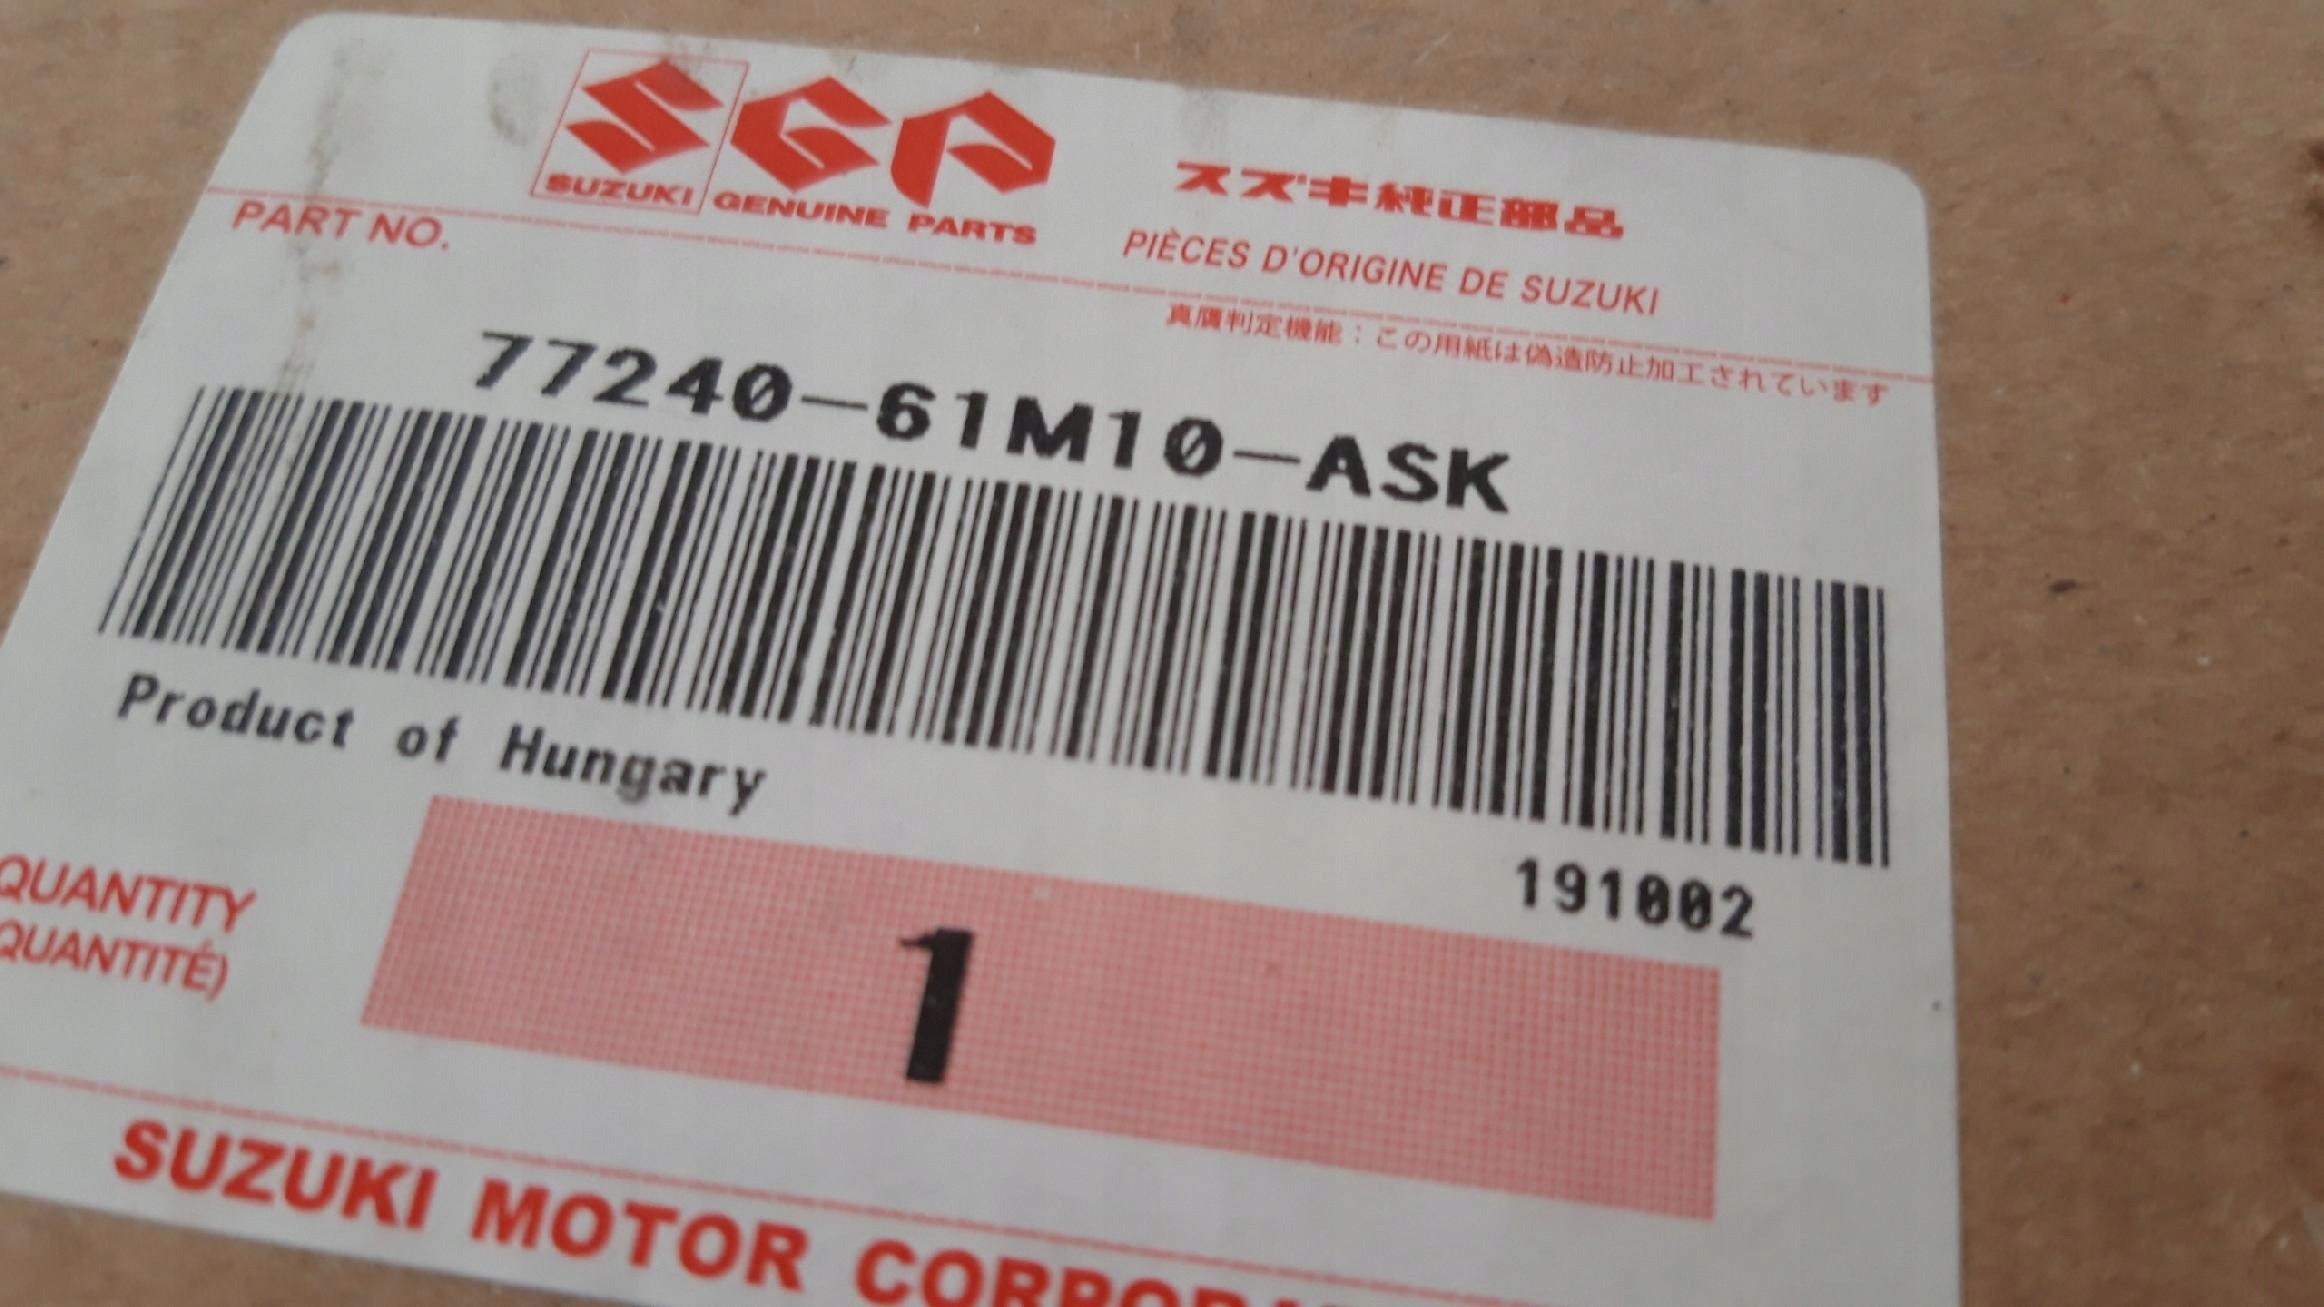 SGP
SUZUKI GENUINE PARTS
スズキ純正部品
PIÈCES D'ORIGINE DE SUZUKI
PART NO.
真贋判定機能:この用紙は偽造防止加工されています
77240-61M10-ASK
Product of Hungary
191002
QUANTITY
QUANTITÉ)
1
SUZUKI MOTOR